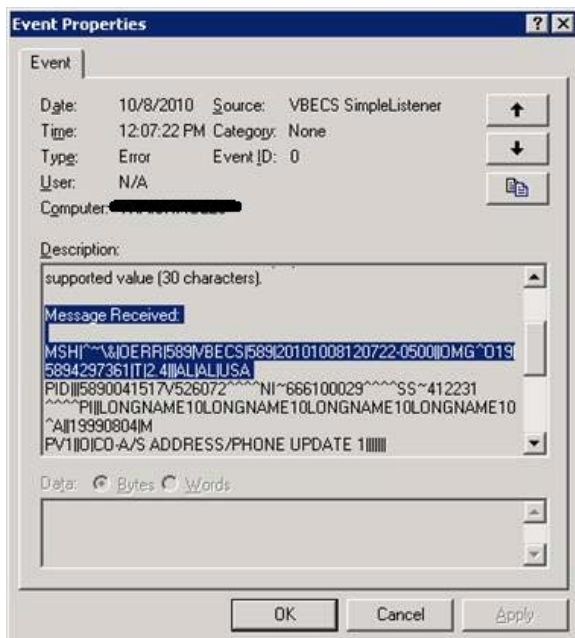 Event Properties
Event
Date: 10/8/2010 Source: VBECS SimpleListener
Time: 12:07:22 PM Category: None
Type: Error Event ID: 0
User: N/A
Computer:
Description:
supported value (30 characters).
Message Received:
MSH|^~\&|OERR|589|VBECS|589|20101008120722-0500||OMG^O19|
5894297361|T|2.4|||AL|AL|USA
PID|||5890041517V526072^^^^NI~666100029^^^^SS~412231
^^^^PI||LONGNAME10LONGNAME10LONGNAME10LONGNAME10
^A||19990804|M
PV1||O|CO-A/S ADDRESS/PHONE UPDATE 1||||||
Data: Bytes Words
OK Cancel Apply